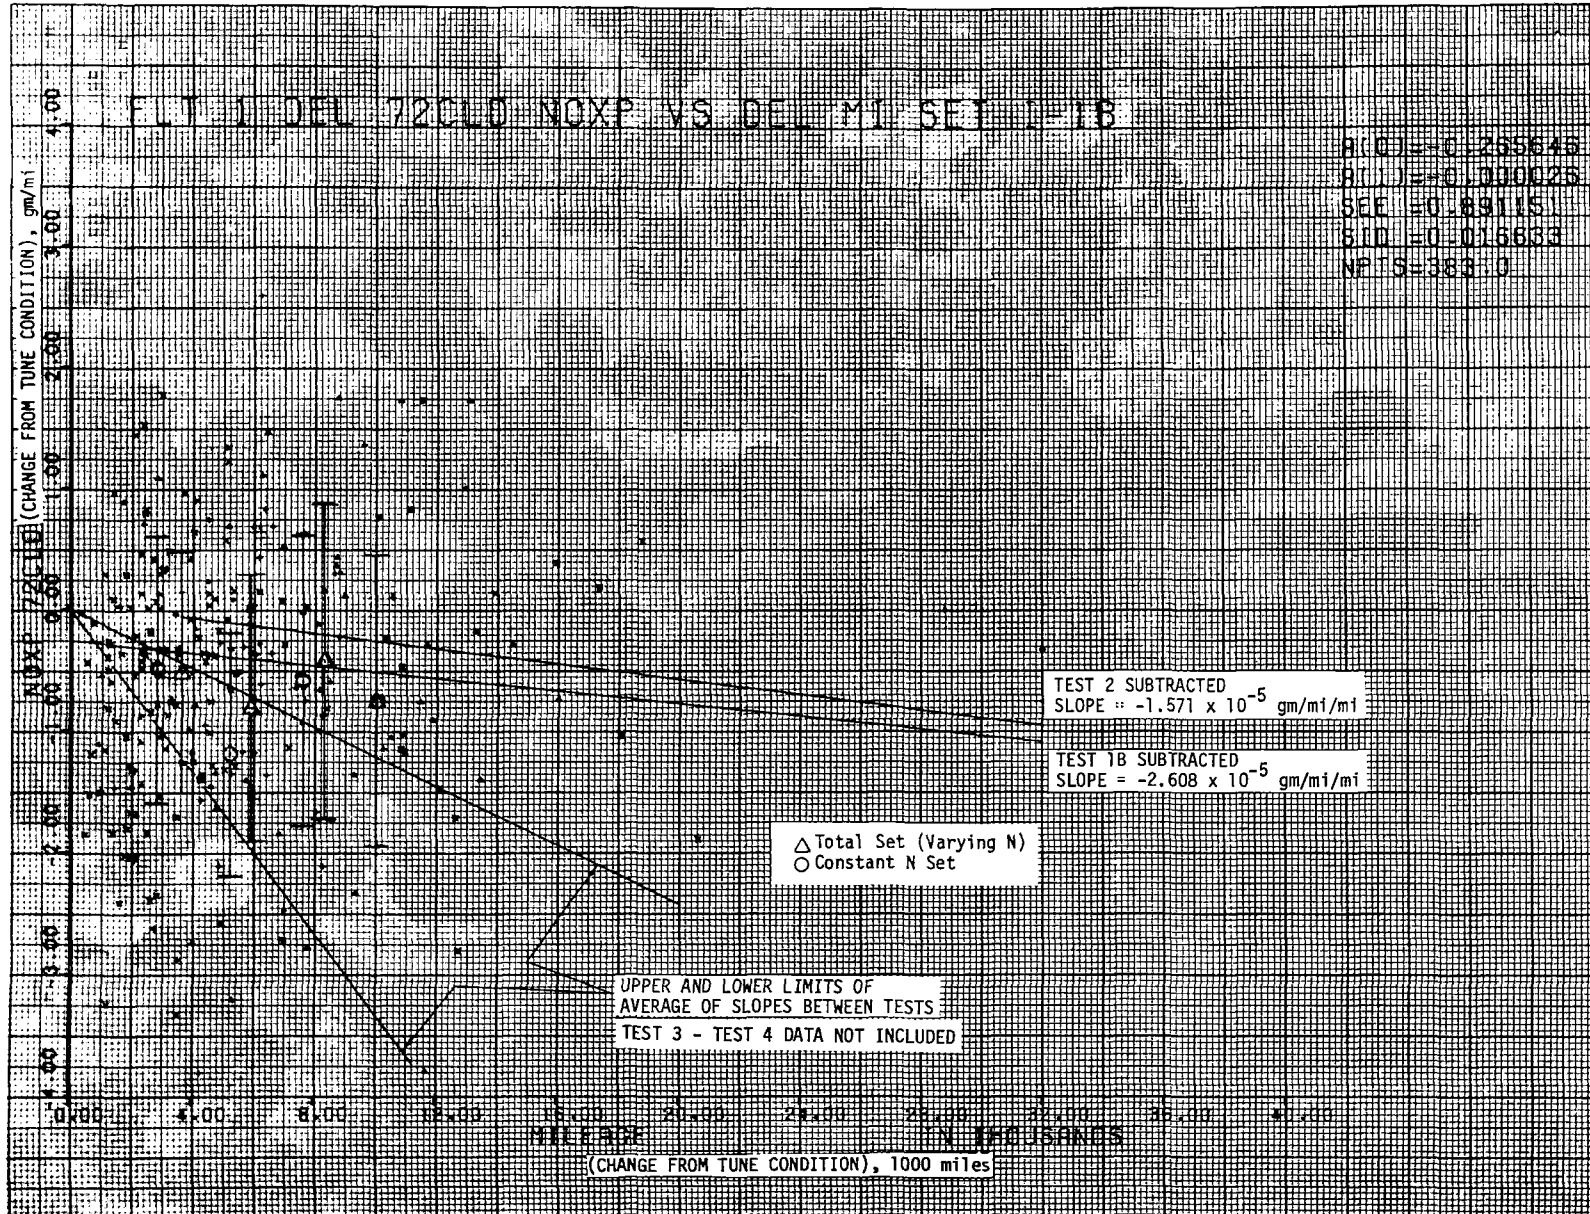 FLT 1 DEL 72CLD NOXP VS DEL MI SET 1-1B
A(0)=-0.265646
A(1)=-0.000026
SEE =0.891151
SID =0.016633
NPTS=383.0
NOXP 72CLD (CHANGE FROM TUNE CONDITION), gm/mi
4.00
3.00
2.00
1.00
0.00
-1.00
-2.00
-3.00
-4.00
TEST 2 SUBTRACTED
SLOPE = -1.571 x 10⁻⁵ gm/mi/mi
TEST 1B SUBTRACTED
SLOPE = -2.608 x 10⁻⁵ gm/mi/mi
△ Total Set (Varying N)
○ Constant N Set
UPPER AND LOWER LIMITS OF
AVERAGE OF SLOPES BETWEEN TESTS
TEST 3 - TEST 4 DATA NOT INCLUDED
0.00 4.00 8.00 12.00 16.00 20.00 24.00 28.00 32.00 36.00 40.00
MILEAGE IN THOUSANDS
(CHANGE FROM TUNE CONDITION), 1000 miles